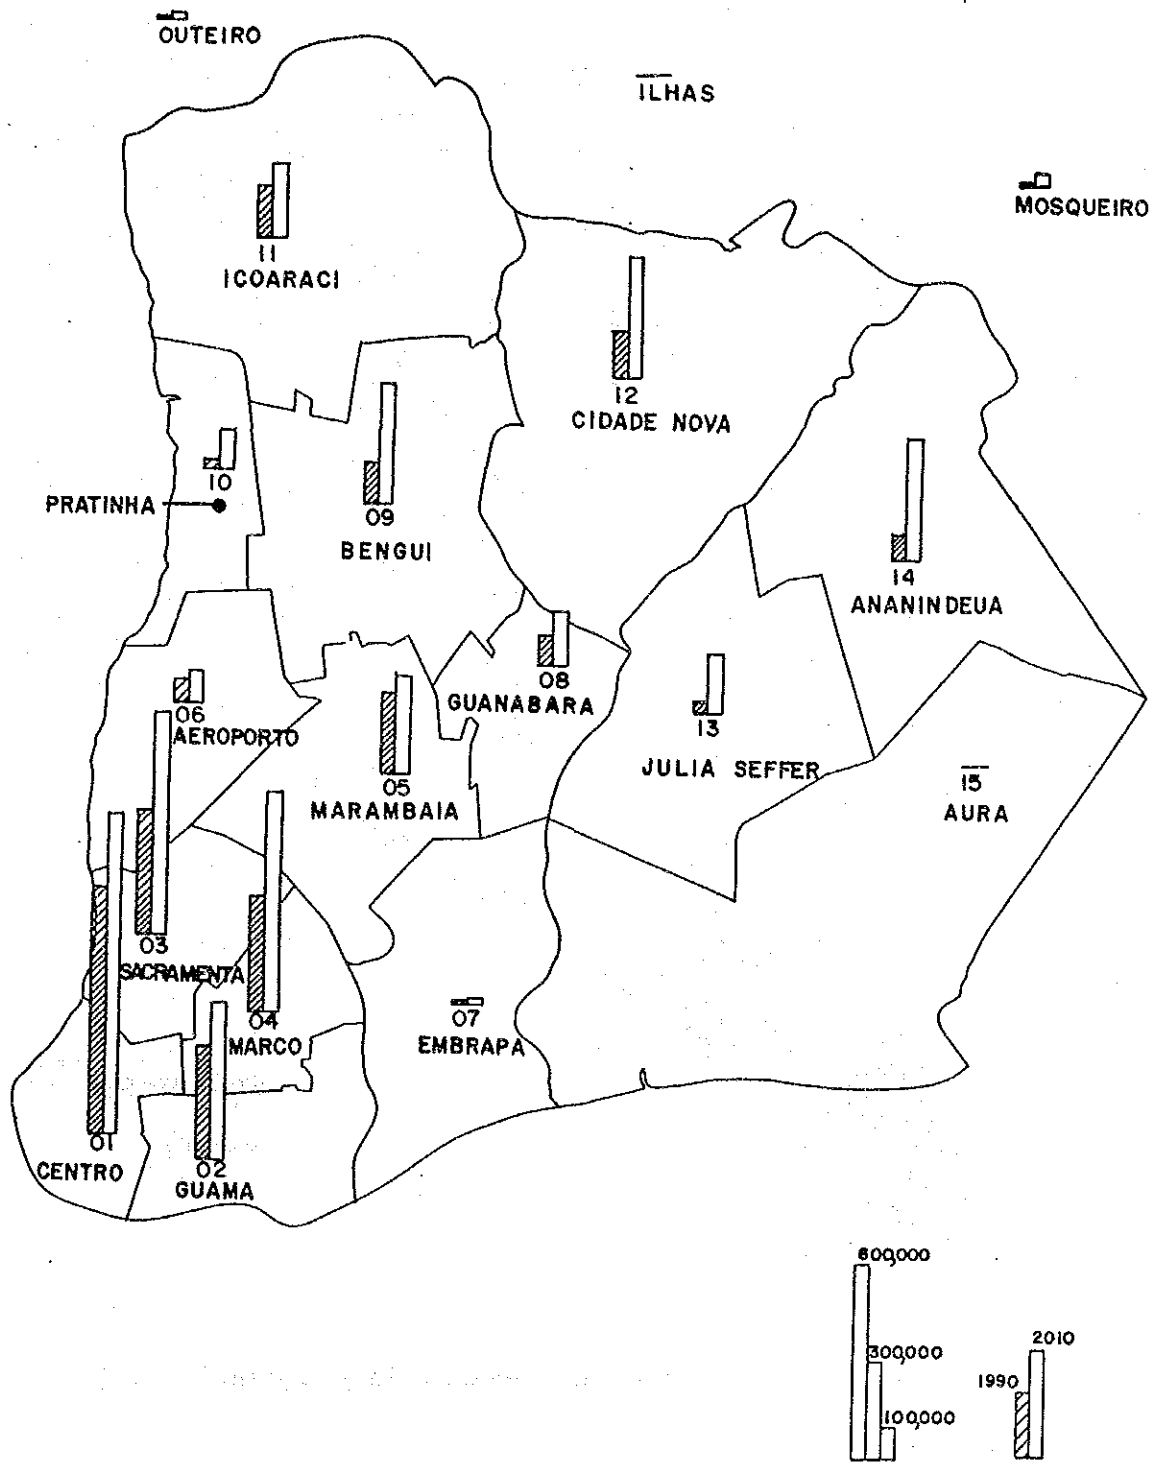 OUTEIRO
ILHAS
MOSQUEIRO
11
ICOARACI
12
CIDADE NOVA
10
PRATINHA
09
BENGUI
14
ANANINDEUA
08
GUANABARA
06
AEROPORTO
13
JULIA SEFFER
05
MARAMBAIA
15
AURA
03
SACRAMENTA
04
MARCO
07
EMBRAPA
01
CENTRO
02
GUAMA
600,000
300,000
100,000
1990
2010